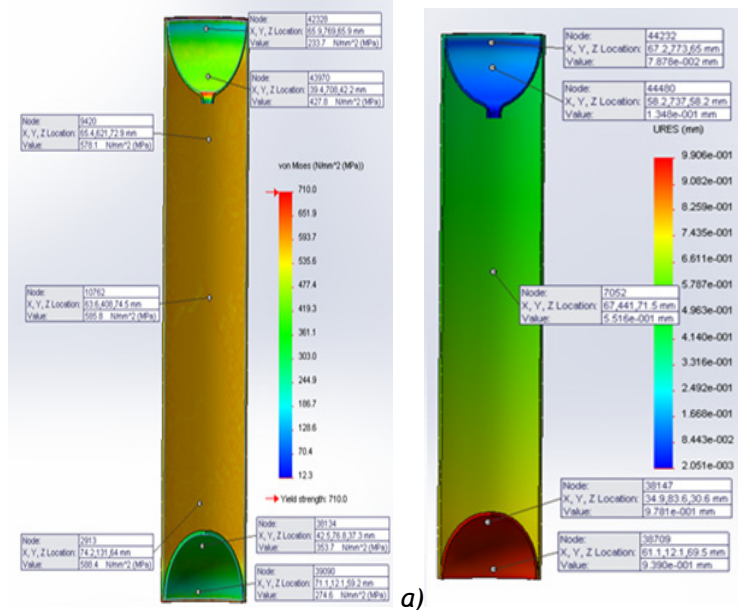 Node: 42328
X, Y, Z Location: 65.9,769,65.9 mm
Value: 233.7 N/mm^2 (MPa)
Node: 43970
X, Y, Z Location: 39.4,708,42.2 mm
Value: 427.8 N/mm^2 (MPa)
Node: 9420
X, Y, Z Location: 65.4,621,72.9 mm
Value: 578.1 N/mm^2 (MPa)
von Mises (N/mm^2 (MPa))
710.0
651.9
593.7
535.6
477.4
419.3
361.1
303.0
244.9
186.7
128.6
70.4
12.3
Yield strength: 710.0
Node: 10762
X, Y, Z Location: 63.6,408,74.5 mm
Value: 585.8 N/mm^2 (MPa)
Node: 2913
X, Y, Z Location: 74.2,131,64 mm
Value: 588.4 N/mm^2 (MPa)
Node: 38134
X, Y, Z Location: 42.5,76.8,37.3 mm
Value: 353.7 N/mm^2 (MPa)
Node: 39090
X, Y, Z Location: 71.1,12.1,59.2 mm
Value: 274.6 N/mm^2 (MPa)
a)
Node: 44232
X, Y, Z Location: 67.2,773,65 mm
Value: 7.878e-002 mm
Node: 44480
X, Y, Z Location: 58.2,737,58.2 mm
Value: 1.348e-001 mm
URES (mm)
9.906e-001
9.082e-001
8.259e-001
7.435e-001
6.611e-001
5.787e-001
4.963e-001
4.140e-001
3.316e-001
2.492e-001
1.668e-001
8.443e-002
2.051e-003
Node: 7052
X, Y, Z Location: 67,441,71.5 mm
Value: 5.516e-001 mm
Node: 38147
X, Y, Z Location: 34.9,83.6,30.6 mm
Value: 9.781e-001 mm
Node: 38709
X, Y, Z Location: 61.1,12.1,69.5 mm
Value: 9.390e-001 mm